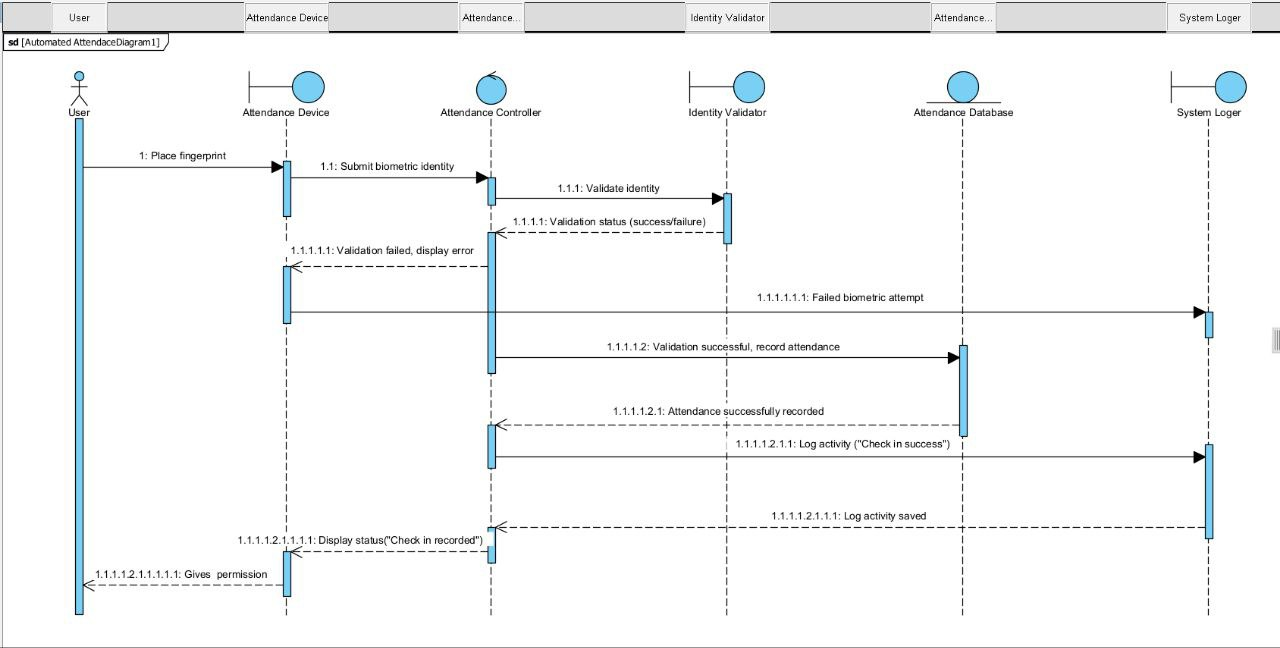 User
Attendance Device
Attendance...
Identity Validator
Attendance...
System Loger
sd [Automated AttendaceDiagram1]
User
Attendance Device
Attendance Controller
Identity Validator
Attendance Database
System Loger
1: Place fingerprint
1.1: Submit biometric identity
1.1.1: Validate identity
1.1.1.1: Validation status (success/failure)
1.1.1.1.1: Validation failed, display error
1.1.1.1.1.1: Failed biometric attempt
1.1.1.1.2: Validation successful, record attendance
1.1.1.1.2.1: Attendance successfully recorded
1.1.1.1.2.1.1: Log activity ("Check in success")
1.1.1.1.2.1.1.1: Log activity saved
1.1.1.1.2.1.1.1.1: Display status("Check in recorded")
1.1.1.1.2.1.1.1.1.1: Gives  permission